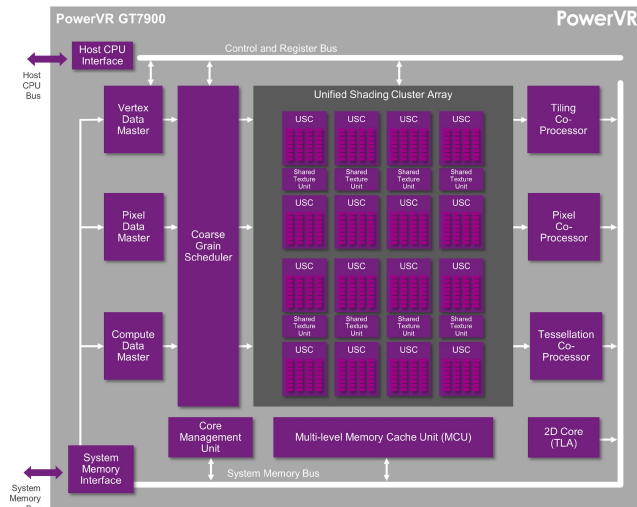 PowerVR GT7900
PowerVR
Host CPU
Interface
Control and Register Bus
Host
CPU
Bus
Vertex
Data
Master
Pixel
Data
Master
Compute
Data
Master
Coarse
Grain
Scheduler
Unified Shading Cluster Array
USC USC USC USC
Shared Shared Shared Shared
Texture Texture Texture Texture
Unit Unit Unit Unit
USC USC USC USC
USC USC USC USC
Shared Shared Shared Shared
Texture Texture Texture Texture
Unit Unit Unit Unit
USC USC USC USC
Tiling
Co-
Processor
Pixel
Co-
Processor
Tessellation
Co-
Processor
Core
Management
Unit
Multi-level Memory Cache Unit (MCU)
2D Core
(TLA)
System
Memory
Interface
System Memory Bus
System
Memory